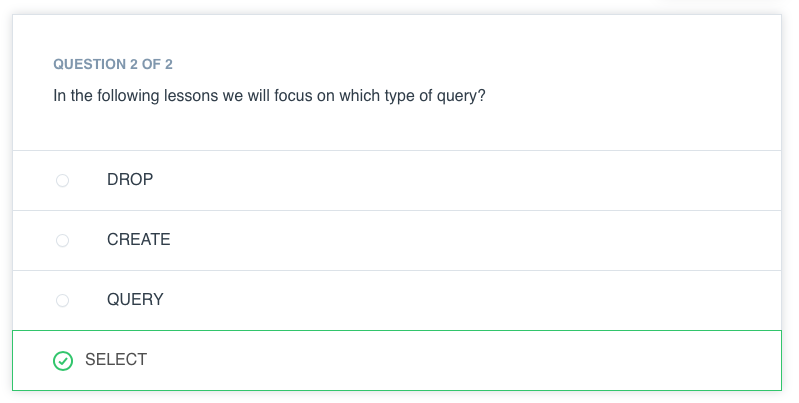 QUESTION 2 OF 2
In the following lessons we will focus on which type of query?
DROP
CREATE
QUERY
SELECT